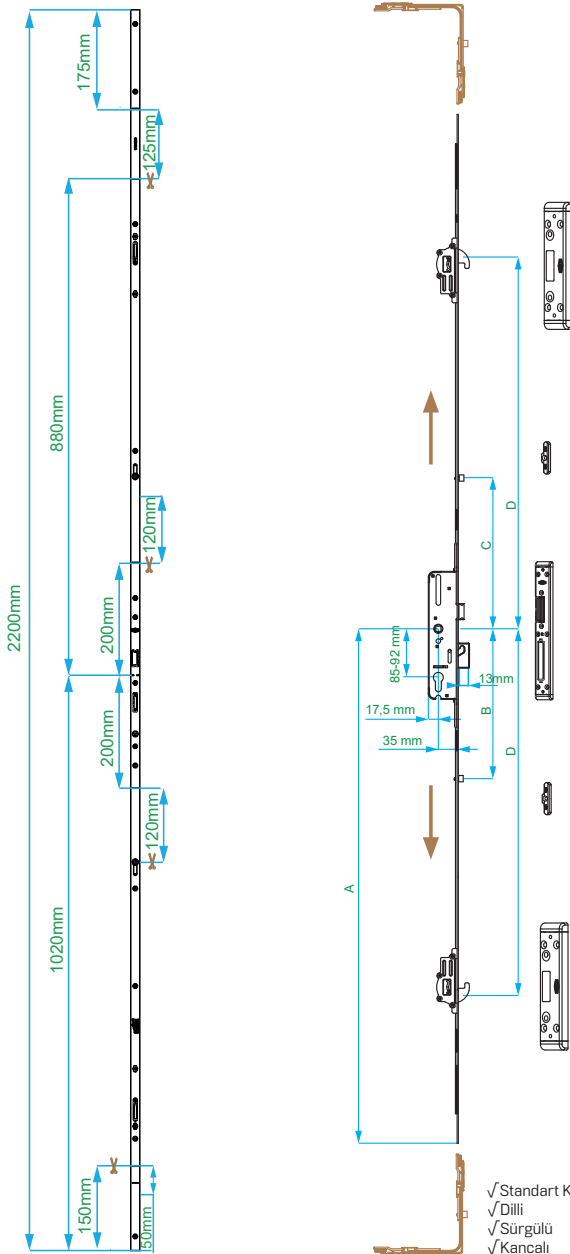 175mm
125mm
880mm
120mm
200mm
2200mm
200mm
120mm
1020mm
150mm
50mm
D
C
85-92 mm
13mm
B
17,5 mm
35 mm
D
A
√Standart K
√Dilli
√Sürgülü
√Kancalı